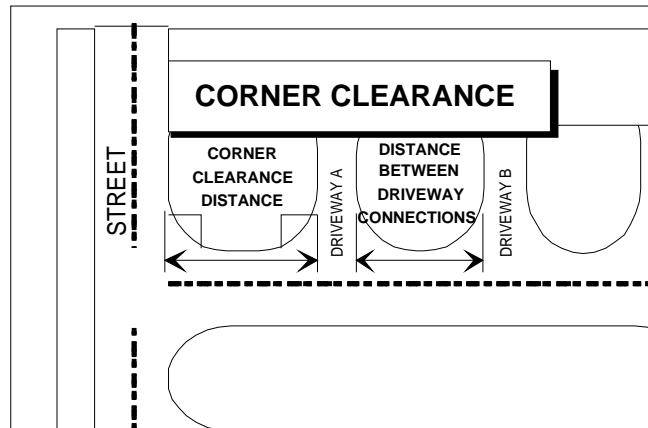 CORNER CLEARANCE
STREET
CORNER
CLEARANCE
DISTANCE
DRIVEWAY A
DISTANCE
BETWEEN
DRIVEWAY
CONNECTIONS
DRIVEWAY B